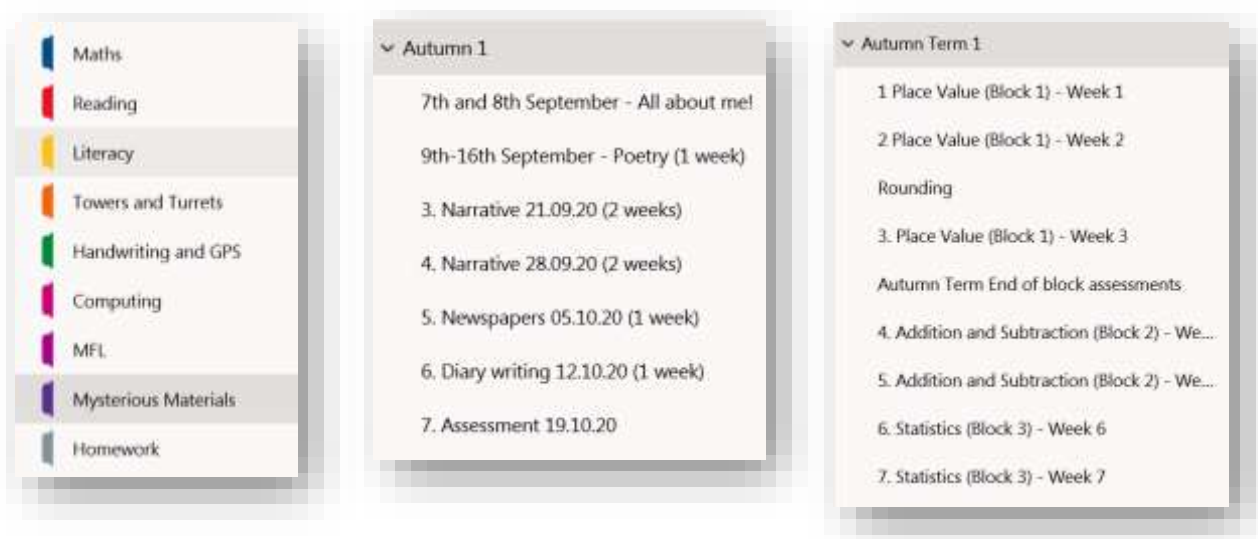 Maths
Reading
Literacy
Towers and Turrets
Handwriting and GPS
Computing
MFL
Mysterious Materials
Homework
Autumn 1
7th and 8th September - All about me!
9th-16th September - Poetry (1 week)
3. Narrative 21.09.20 (2 weeks)
4. Narrative 28.09.20 (2 weeks)
5. Newspapers 05.10.20 (1 week)
6. Diary writing 12.10.20 (1 week)
7. Assessment 19.10.20
Autumn Term 1
1 Place Value (Block 1) - Week 1
2 Place Value (Block 1) - Week 2
Rounding
3. Place Value (Block 1) - Week 3
Autumn Term End of block assessments
4. Addition and Subtraction (Block 2) - We...
5. Addition and Subtraction (Block 2) - We...
6. Statistics (Block 3) - Week 6
7. Statistics (Block 3) - Week 7